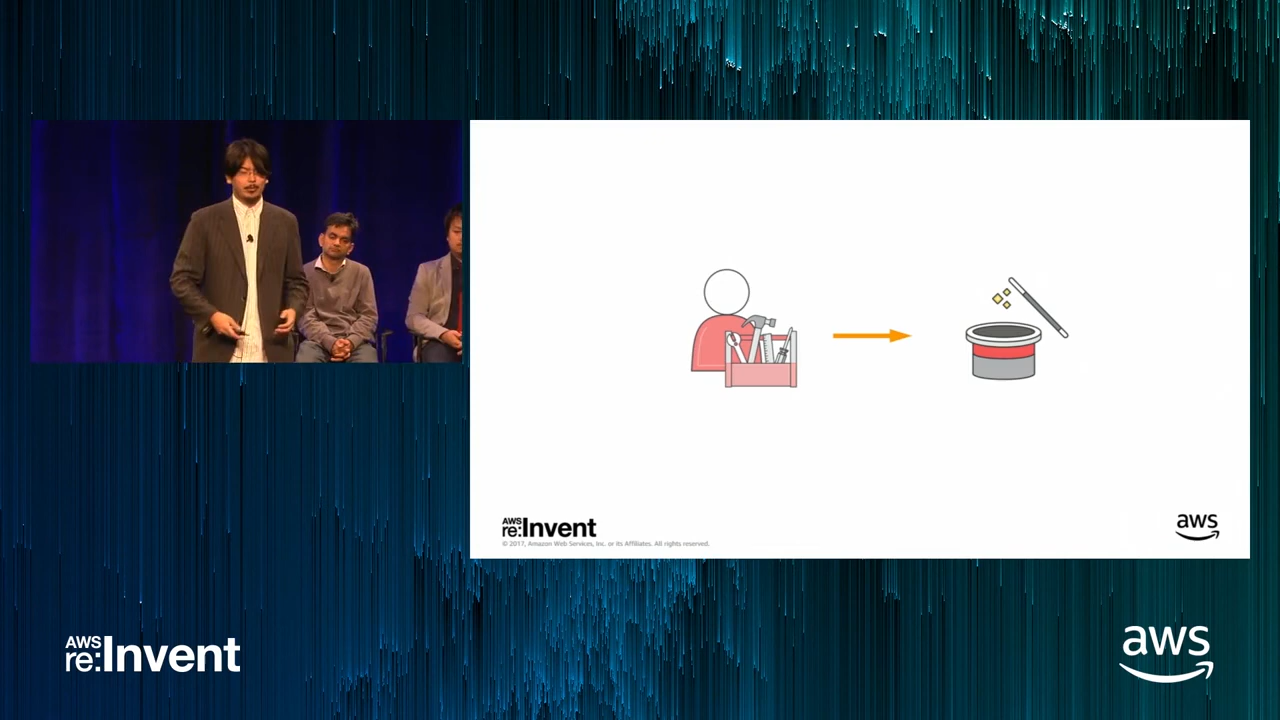 AWS
re:Invent
© 2017, Amazon Web Services, Inc. or its Affiliates. All rights reserved.
aws
AWS
re:Invent
aws